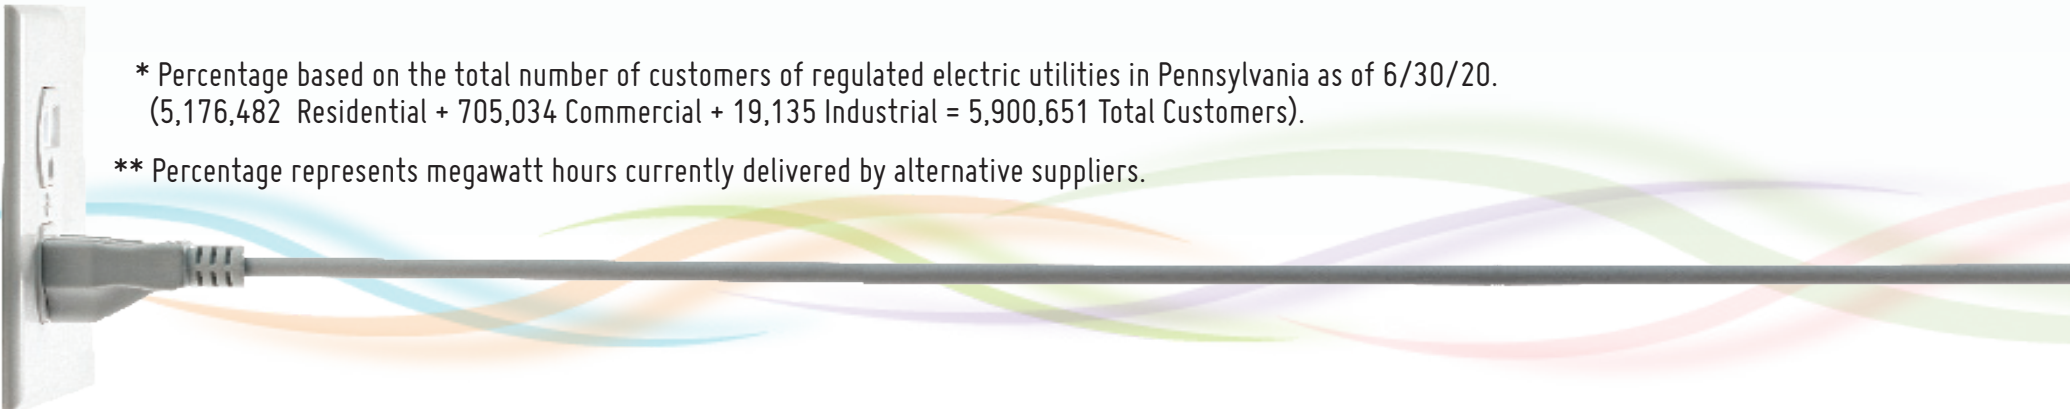 * Percentage based on the total number of customers of regulated electric utilities in Pennsylvania as of 6/30/20.
(5,176,482 Residential + 705,034 Commercial + 19,135 Industrial = 5,900,651 Total Customers).
** Percentage represents megawatt hours currently delivered by alternative suppliers.